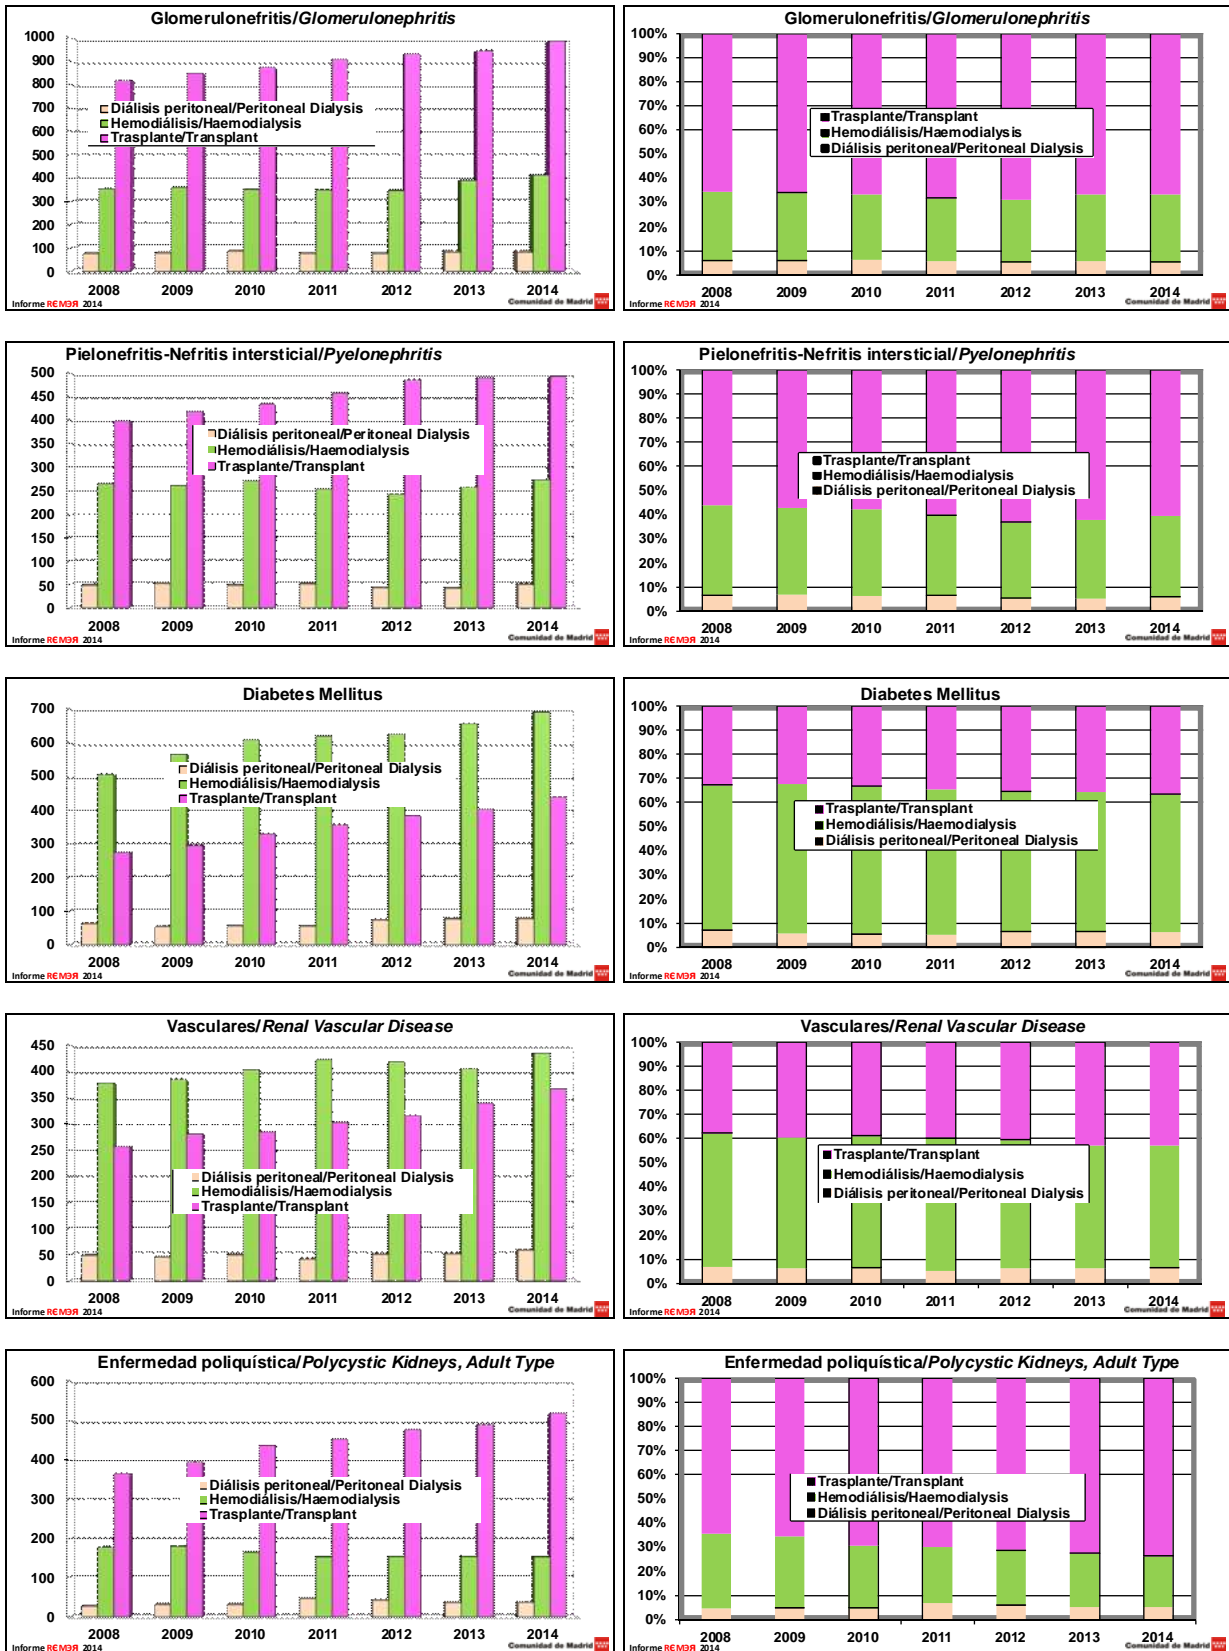 Glomerulonefritis/Glomerulonephritis
1000
900
800
700
600
500
400
300
200
100
0
Diálisis peritoneal/Peritoneal Dialysis
Hemodiálisis/Haemodialysis
Trasplante/Transplant
2008 2009 2010 2011 2012 2013 2014
Informe REMER 2014
Comunidad de Madrid
Glomerulonefritis/Glomerulonephritis
100%
90%
80%
70%
60%
50%
40%
30%
20%
10%
0%
Trasplante/Transplant
Hemodiálisis/Haemodialysis
Diálisis peritoneal/Peritoneal Dialysis
2008 2009 2010 2011 2012 2013 2014
Informe REMER 2014
Comunidad de Madrid
Pielonefritis-Nefritis intersticial/Pyelonephritis
500
450
400
350
300
250
200
150
100
50
0
Diálisis peritoneal/Peritoneal Dialysis
Hemodiálisis/Haemodialysis
Trasplante/Transplant
2008 2009 2010 2011 2012 2013 2014
Informe REMER 2014
Comunidad de Madrid
Pielonefritis-Nefritis intersticial/Pyelonephritis
100%
90%
80%
70%
60%
50%
40%
30%
20%
10%
0%
Trasplante/Transplant
Hemodiálisis/Haemodialysis
Diálisis peritoneal/Peritoneal Dialysis
2008 2009 2010 2011 2012 2013 2014
Informe REMER 2014
Comunidad de Madrid
Diabetes Mellitus
700
600
500
400
300
200
100
0
Diálisis peritoneal/Peritoneal Dialysis
Hemodiálisis/Haemodialysis
Trasplante/Transplant
2008 2009 2010 2011 2012 2013 2014
Informe REMER 2014
Comunidad de Madrid
Diabetes Mellitus
100%
90%
80%
70%
60%
50%
40%
30%
20%
10%
0%
Trasplante/Transplant
Hemodiálisis/Haemodialysis
Diálisis peritoneal/Peritoneal Dialysis
2008 2009 2010 2011 2012 2013 2014
Informe REMER 2014
Comunidad de Madrid
Vasculares/Renal Vascular Disease
450
400
350
300
250
200
150
100
50
0
Diálisis peritoneal/Peritoneal Dialysis
Hemodiálisis/Haemodialysis
Trasplante/Transplant
2008 2009 2010 2011 2012 2013 2014
Informe REMER 2014
Comunidad de Madrid
Vasculares/Renal Vascular Disease
100%
90%
80%
70%
60%
50%
40%
30%
20%
10%
0%
Trasplante/Transplant
Hemodiálisis/Haemodialysis
Diálisis peritoneal/Peritoneal Dialysis
2008 2009 2010 2011 2012 2013 2014
Informe REMER 2014
Comunidad de Madrid
Enfermedad poliquística/Polycystic Kidneys, Adult Type
600
500
400
300
200
100
0
Diálisis peritoneal/Peritoneal Dialysis
Hemodiálisis/Haemodialysis
Trasplante/Transplant
2008 2009 2010 2011 2012 2013 2014
Informe REMER 2014
Comunidad de Madrid
Enfermedad poliquística/Polycystic Kidneys, Adult Type
100%
90%
80%
70%
60%
50%
40%
30%
20%
10%
0%
Trasplante/Transplant
Hemodiálisis/Haemodialysis
Diálisis peritoneal/Peritoneal Dialysis
2008 2009 2010 2011 2012 2013 2014
Informe REMER 2014
Comunidad de Madrid